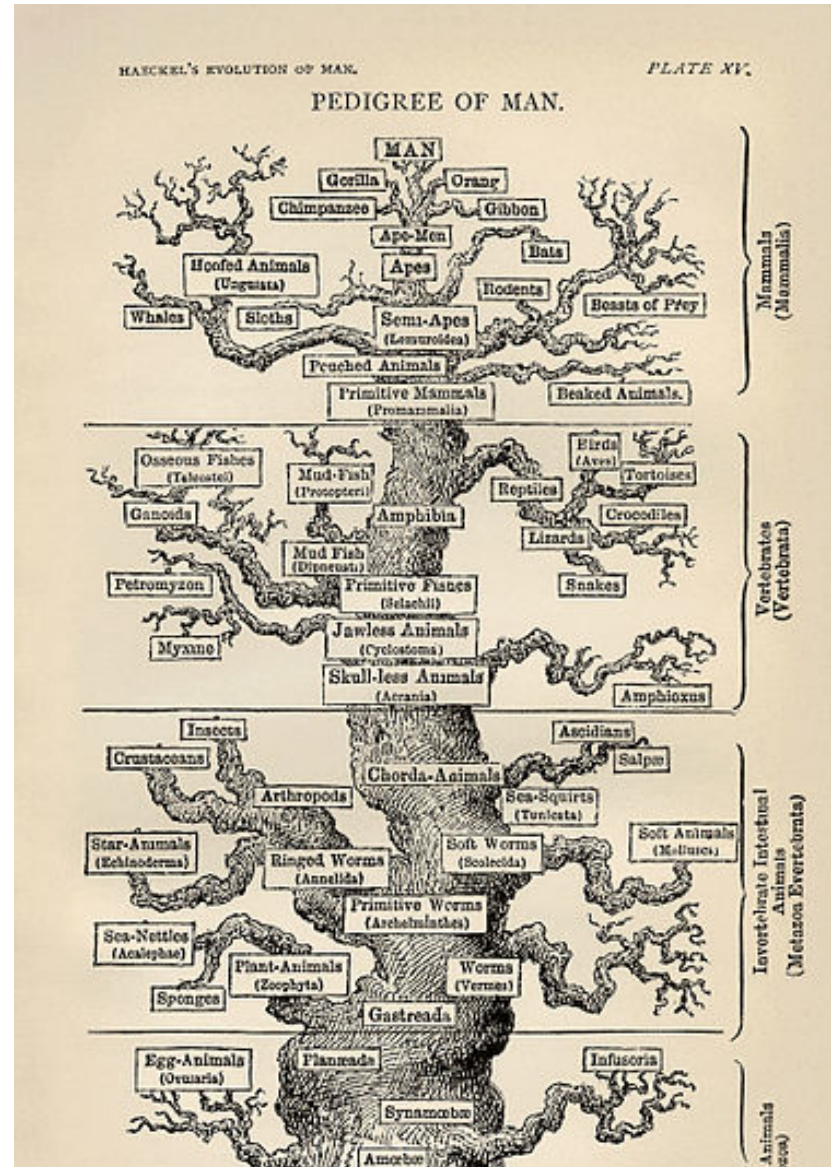 HAECKEL'S EVOLUTION OF MAN.
PLATE XV.
PEDIGREE OF MAN.
MAN
Gorilla
Orang
Chimpanzee
Gibbon
Ape-Men
Bats
Apes
Hoofed Animals
(Ungulata)
Rodents
Beasts of Prey
Whales
Sloths
Semi-Apes
(Lemuroidea)
Pouched Animals
Primitive Mammals
(Promammalia)
Beaked Animals.
Mammals
(Mammalia)
Osseous Fishes
(Teleostei)
Mud-Fish
(Protopteri)
Birds
(Aves)
Tortoises
Reptiles
Ganoids
Amphibia
Crocodiles
Lizards
Mud Fish
(Dipneusti)
Petromyzon
Primitive Fishes
(Selachii)
Snakes
Jawless Animals
(Cyclostoma)
Myxine
Skull-less Animals
(Acrania)
Amphioxus
Vertebrates
(Vertebrata)
Insects
Ascidians
Crustaceans
Salpæ
Chorda-Animals
Arthropods
Sea-Squirts
(Tunicata)
Star-Animals
(Echinoderma)
Ringed Worms
(Annelida)
Soft Worms
(Scolecida)
Soft Animals
(Mollusca)
Primitive Worms
(Archelminthes)
Sea-Nettles
(Acalephae)
Plant-Animals
(Zoophyta)
Worms
(Vermes)
Sponges
Gastreada
Invertebrate Intestinal
Animals
(Metazoa Evertebrata)
Egg-Animals
(Ovularia)
Planæada
Infusoria
Synamœbæ
Amœbæ
Animals